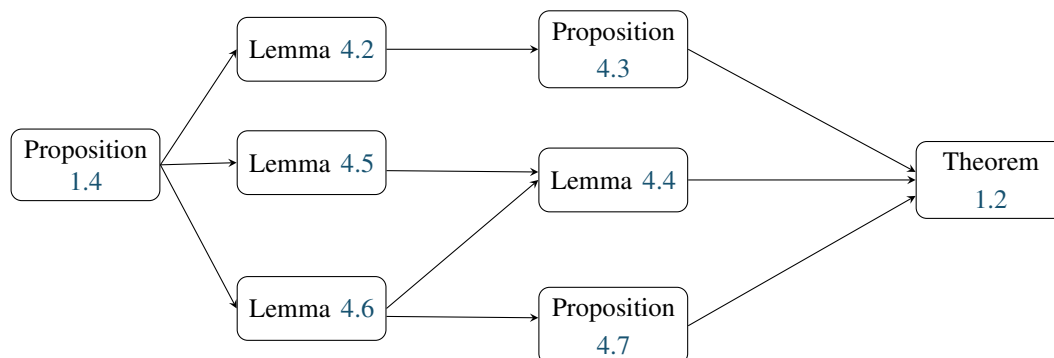 Lemma 4.2
Proposition
4.3
Proposition
1.4
Lemma 4.5
Lemma 4.4
Theorem
1.2
Lemma 4.6
Proposition
4.7